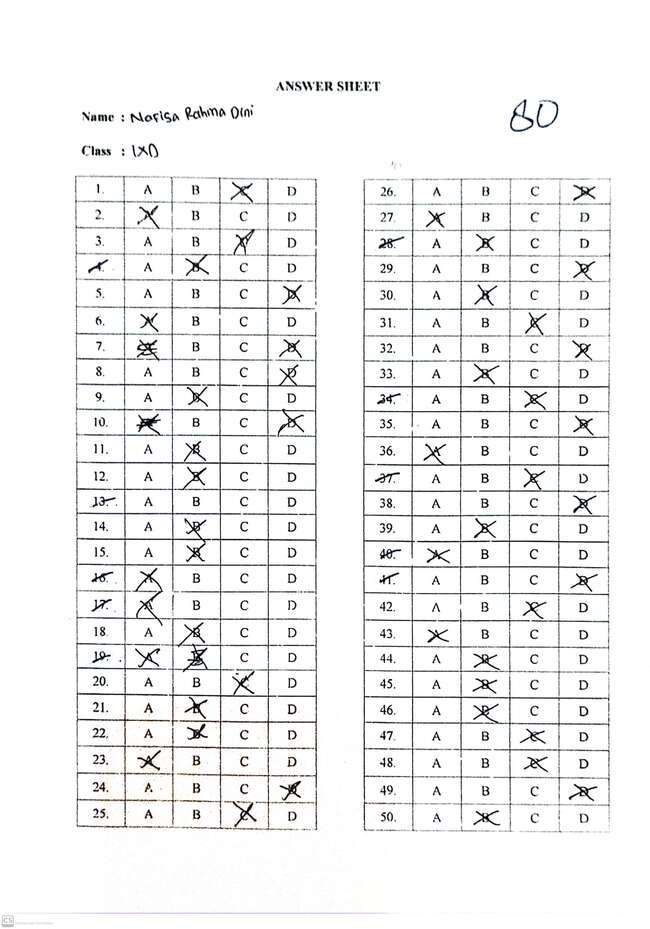 ANSWER SHEET
Name : Norisa Rahma Dini
80
Class : IXD
1. A B C D
2. A B C D
3. A B C D
4. A B C D
5. A B C D
6. A B C D
7. A B C D
8. A B C D
9. A B C D
10. A B C D
11. A B C D
12. A B C D
13. A B C D
14. A B C D
15. A B C D
16. A B C D
17. A B C D
18. A B C D
19. A B C D
20. A B C D
21. A B C D
22. A B C D
23. A B C D
24. A B C D
25. A B C D
26. A B C D
27. A B C D
28. A B C D
29. A B C D
30. A B C D
31. A B C D
32. A B C D
33. A B C D
34. A B C D
35. A B C D
36. A B C D
37. A B C D
38. A B C D
39. A B C D
40. A B C D
41. A B C D
42. A B C D
43. A B C D
44. A B C D
45. A B C D
46. A B C D
47. A B C D
48. A B C D
49. A B C D
50. A B C D
CS